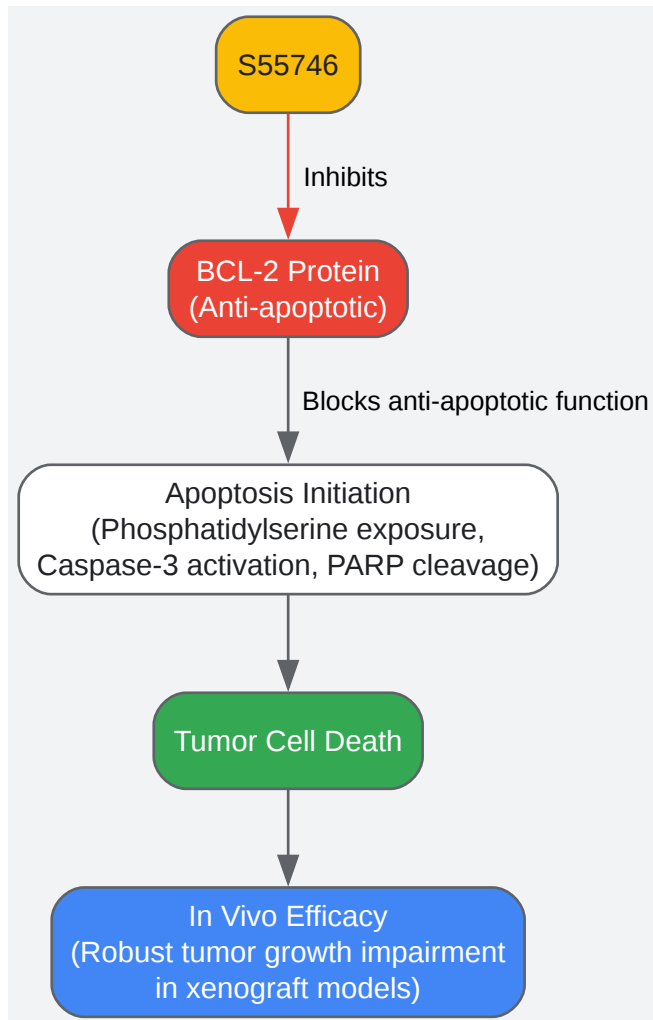 S55746
Inhibits
BCL-2 Protein
(Anti-apoptotic)
Blocks anti-apoptotic function
Apoptosis Initiation
(Phosphatidylserine exposure,
Caspase-3 activation, PARP cleavage)
Tumor Cell Death
In Vivo Efficacy
(Robust tumor growth impairment
in xenograft models)